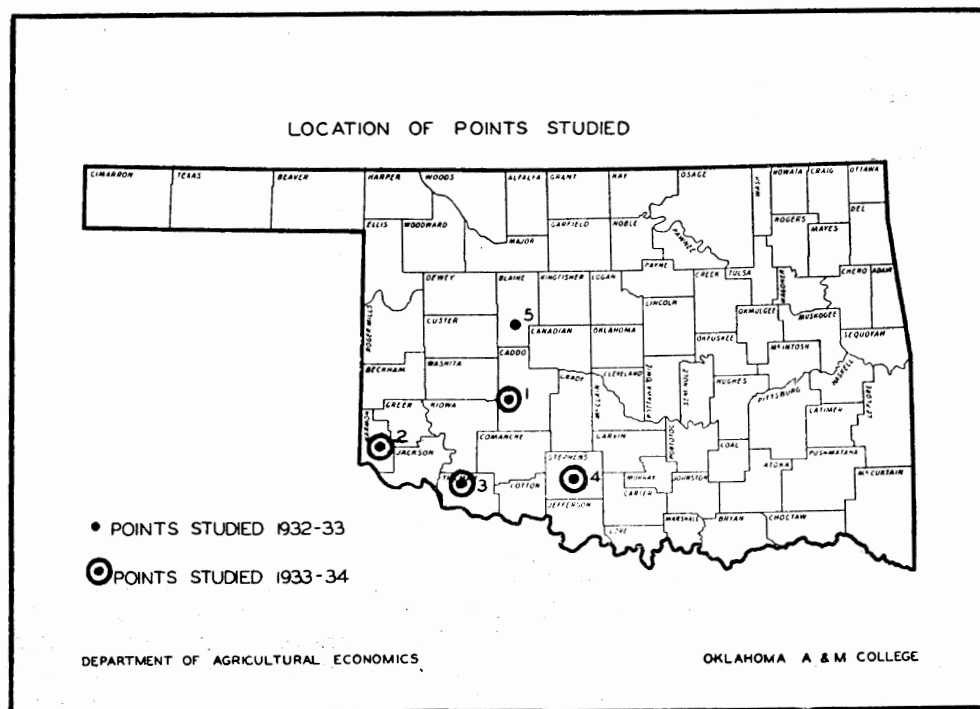 LOCATION OF POINTS STUDIED
CIMARRON TEXAS BEAVER HARPER WOODS ALFALFA GRANT KAY OSAGE WASH NOWATA CRAIG OTTAWA
ELLIS WOODWARD MAJOR GARFIELD NOBLE PAWNEE ROGERS MAYES DEL
DEWEY BLAINE KINGFISHER LOGAN PAYNE CREEK TULSA WAGONER CHERO ADAIR
ROGER MILLS CUSTER 5 CANADIAN OKLAHOMA LINCOLN OKFUSKEE OKMULGEE MUSKOGEE SEQUOYAH
BECKHAM WASHITA CADDO GRADY CLEVELAND MCCLAIN POTTAWATOMIE SEMINOLE HUGHES McINTOSH PITTSBURG HASKELL LEFLORE
GREER KIOWA 1 LATIMER
HARMON 2 JACKSON COMANCHE GARVIN PONTOTOC COAL PUSHMATAHA
3 COTTON STEPHENS 4 MURRAY JOHNSTON ATOKA McCURTAIN
JEFFERSON CARTER LOVE MARSHALL BRYAN CHOCTAW
POINTS STUDIED 1932-33
POINTS STUDIED 1933-34
DEPARTMENT OF AGRICULTURAL ECONOMICS OKLAHOMA A & M COLLEGE